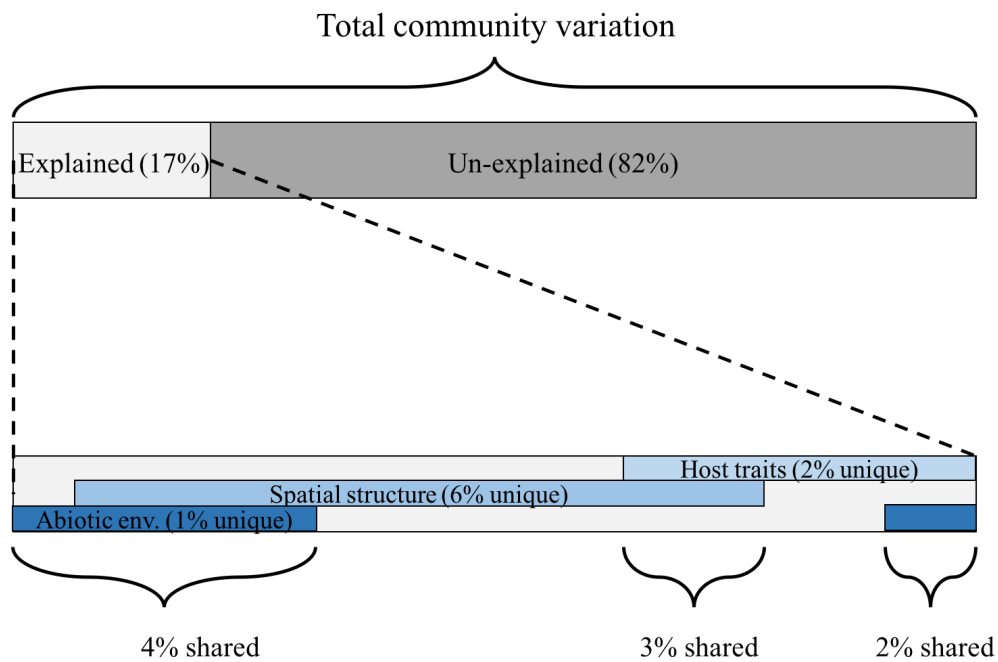 Total community variation
Explained (17%)
Un-explained (82%)
Host traits (2% unique)
Spatial structure (6% unique)
Abiotic env. (1% unique)
4% shared
3% shared
2% shared